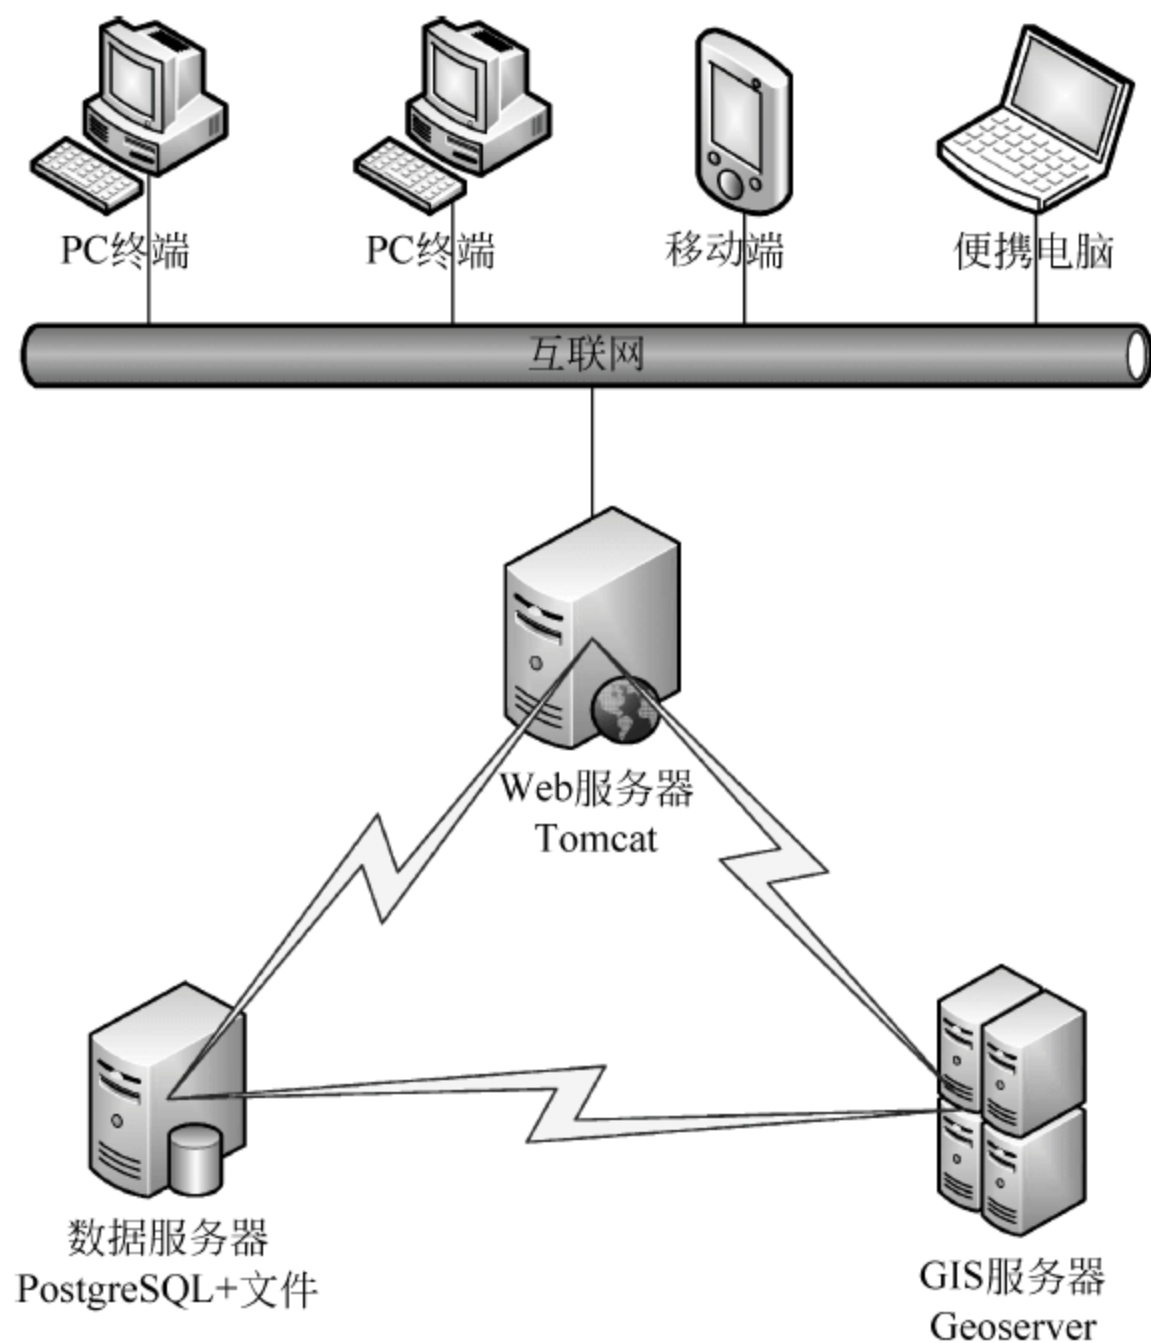 PC终端
PC终端
移动端
便携电脑
互联网
Web服务器
Tomcat
数据服务器
PostgreSQL+文件
GIS服务器
Geoserver